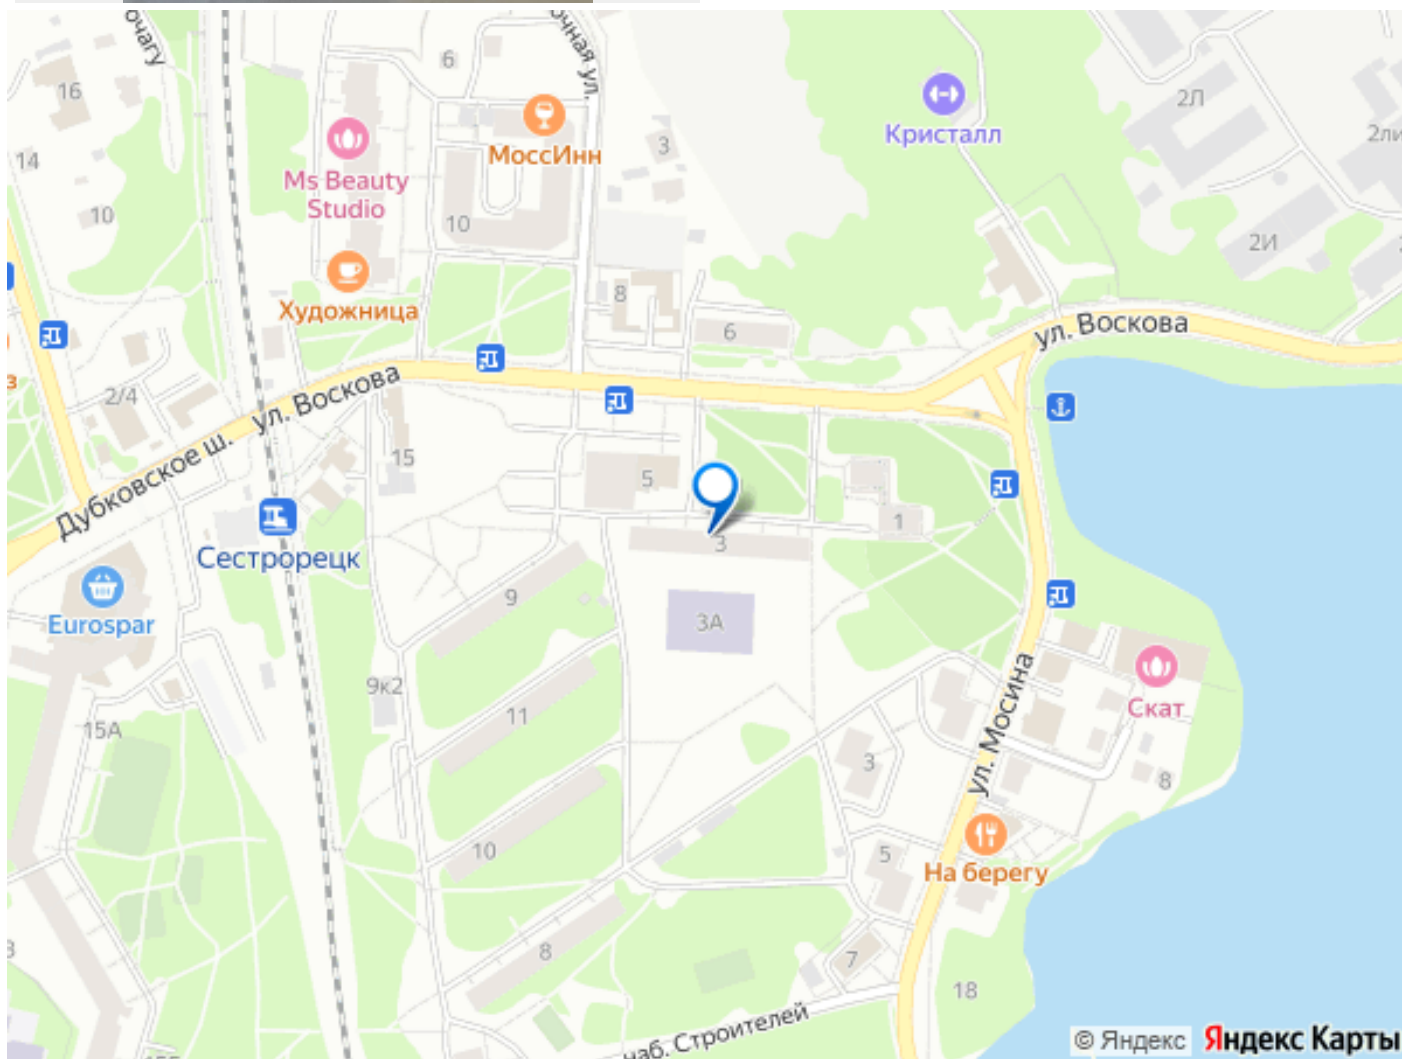 16
14
10
6
Ms Beauty
Studio
Художница
МоссИнн
10
3
8
6
Кристалл
2Л
2И
ул. Воскова
2/4
ул. Воскова
Дубковское ш.
15
5
1
3
3А
Сестрорецк
Eurospar
9
9к2
11
15А
10
8
3
5
7
ул. Мосина
Скат
8
На берегу
18
наб. Строителей
© Яндекс Яндекс Карты